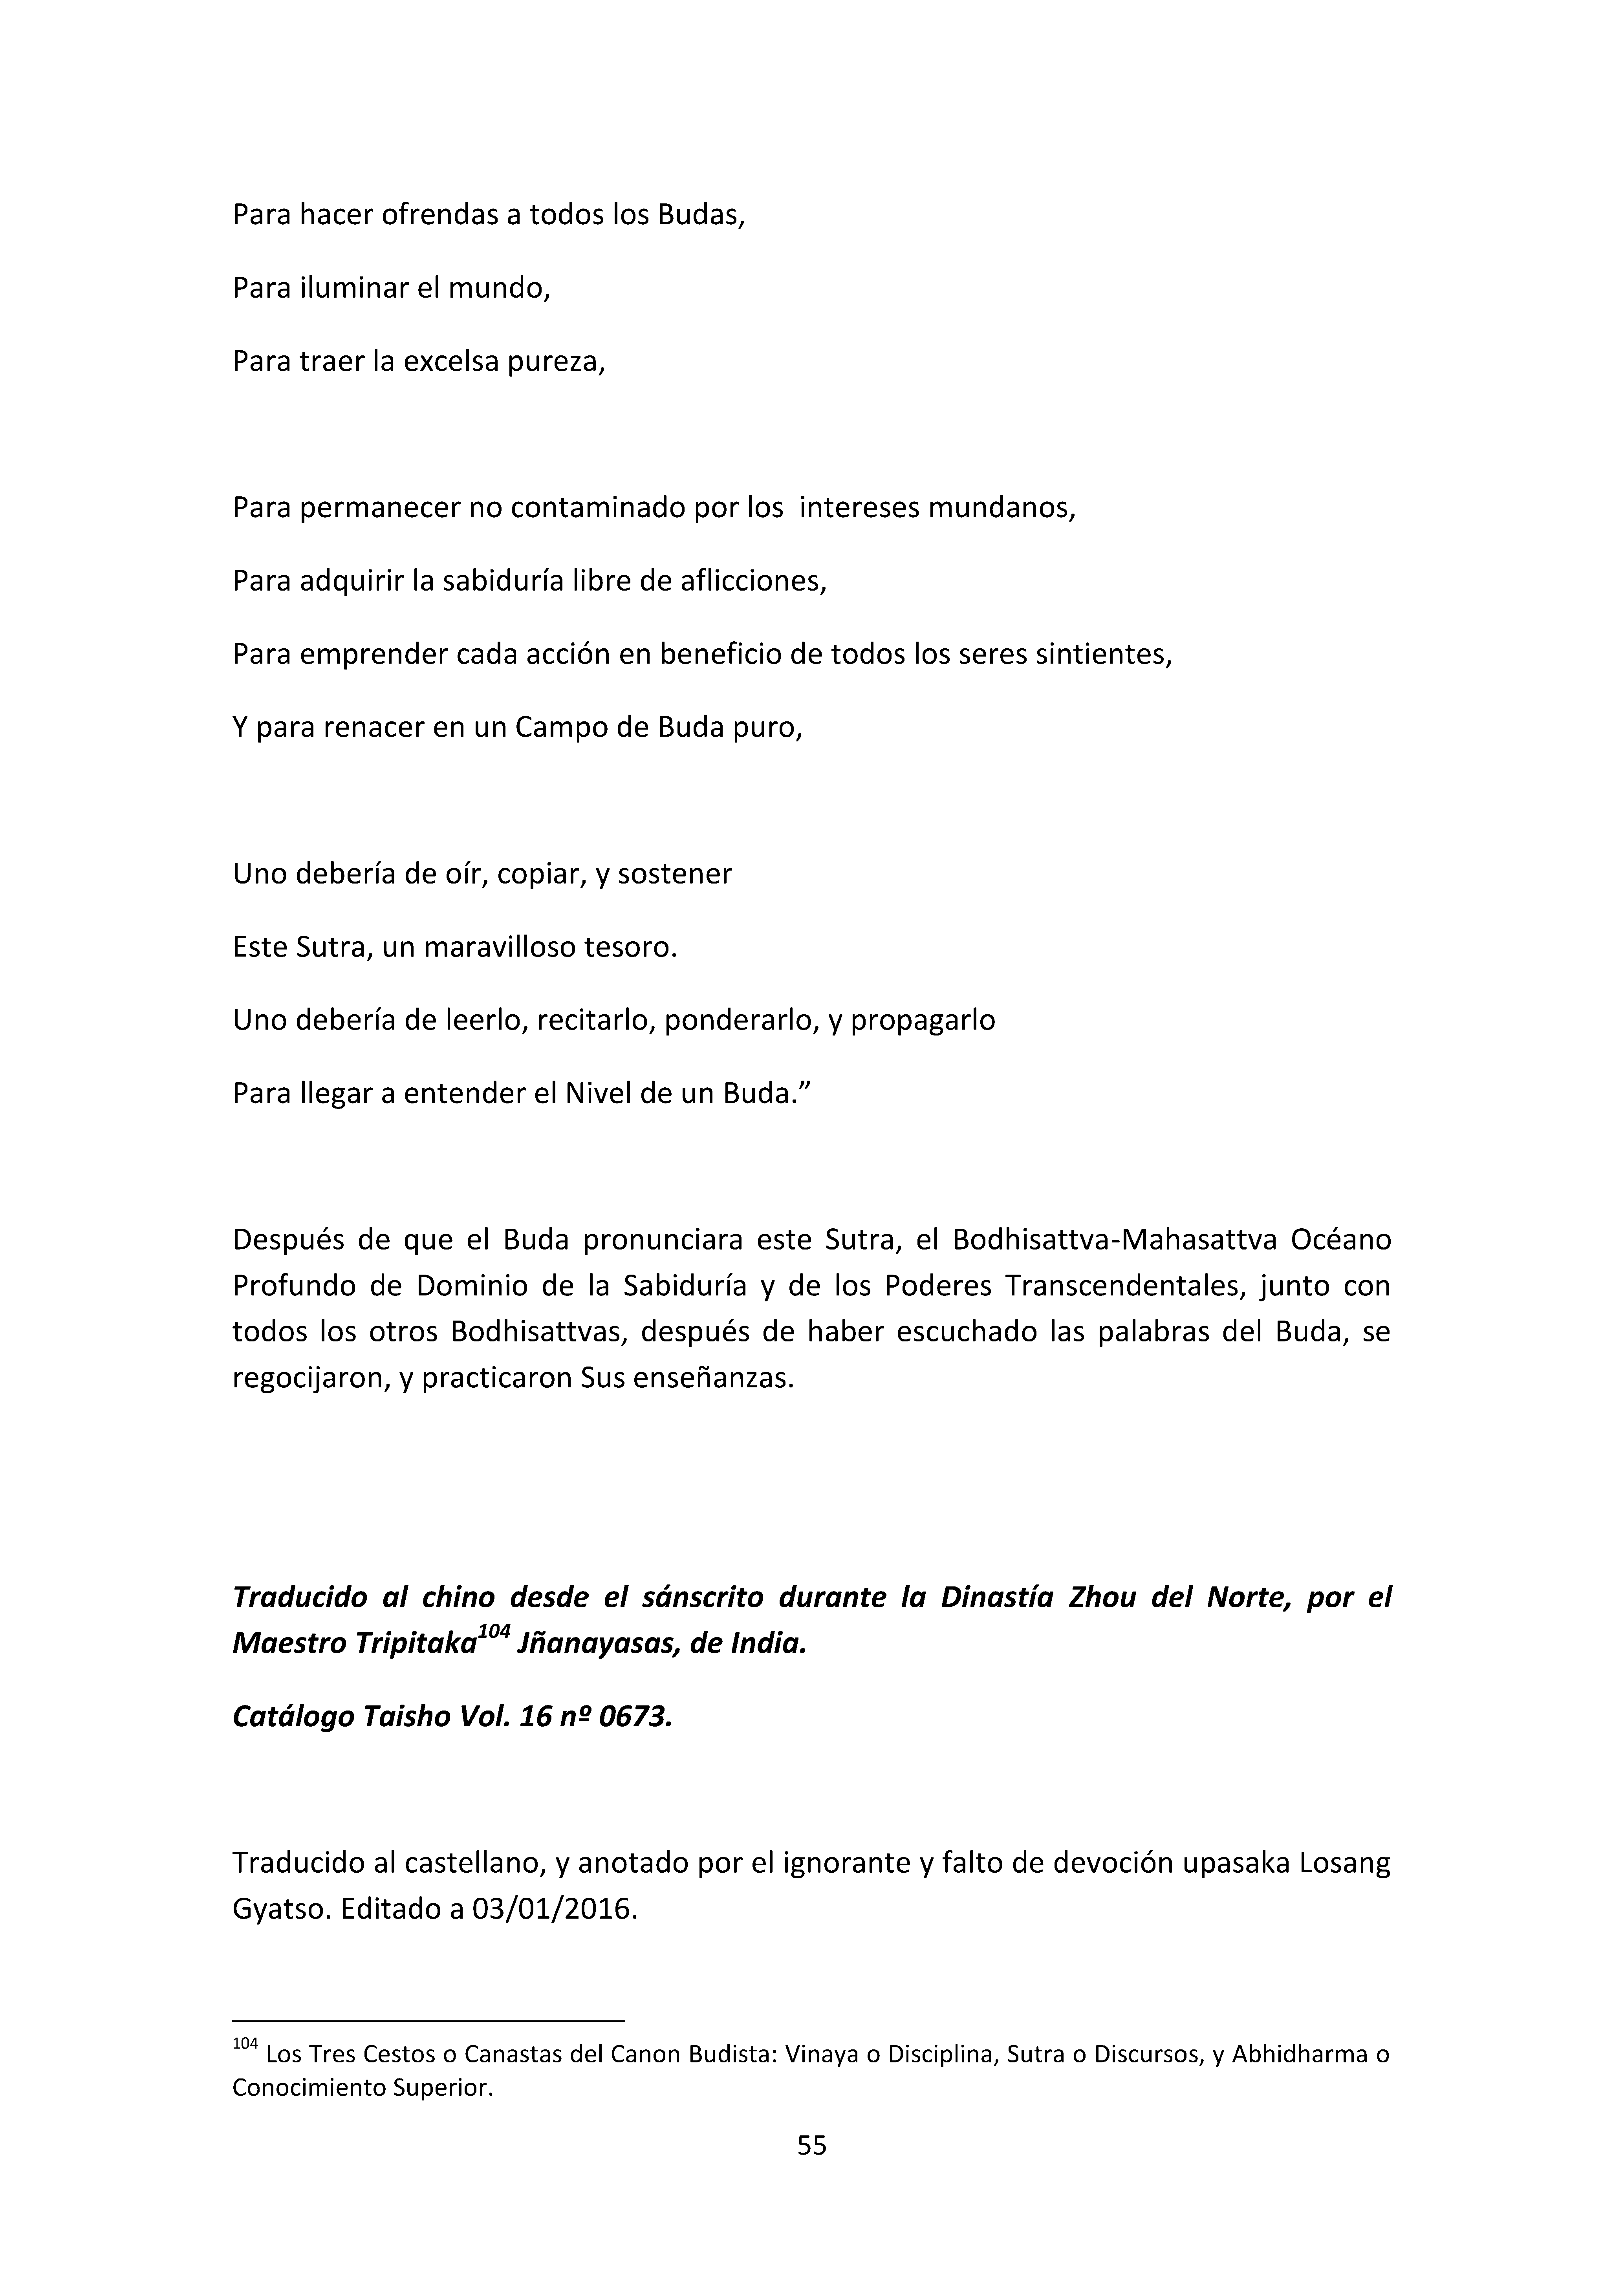 Para hacer ofrendas a todos los Budas,
Para iluminar el mundo,
Para traer la excelsa pureza,
Para permanecer no contaminado por los  intereses mundanos,
Para adquirir la sabiduría libre de aflicciones,
Para emprender cada acción en beneficio de todos los seres sintientes,
Y para renacer en un Campo de Buda puro,
Uno debería de oír, copiar, y sostener
Este Sutra, un maravilloso tesoro.
Uno debería de leerlo, recitarlo, ponderarlo, y propagarlo
Para llegar a entender el Nivel de un Buda.”
Después de que el Buda pronunciara este Sutra, el Bodhisattva-Mahasattva Océano
Profundo de Dominio de la Sabiduría y de los Poderes Transcendentales, junto con
todos los otros Bodhisattvas, después de haber escuchado las palabras del Buda, se
regocijaron, y practicaron Sus enseñanzas.
Traducido al chino desde el sánscrito durante la Dinastía Zhou del Norte, por el
Maestro Tripitaka104 Jñanayasas, de India.
Catálogo Taisho Vol. 16 nº 0673.
Traducido al castellano, y anotado por el ignorante y falto de devoción upasaka Losang
Gyatso. Editado a 03/01/2016.
104 Los Tres Cestos o Canastas del Canon Budista: Vinaya o Disciplina, Sutra o Discursos, y Abhidharma o
Conocimiento Superior.
55